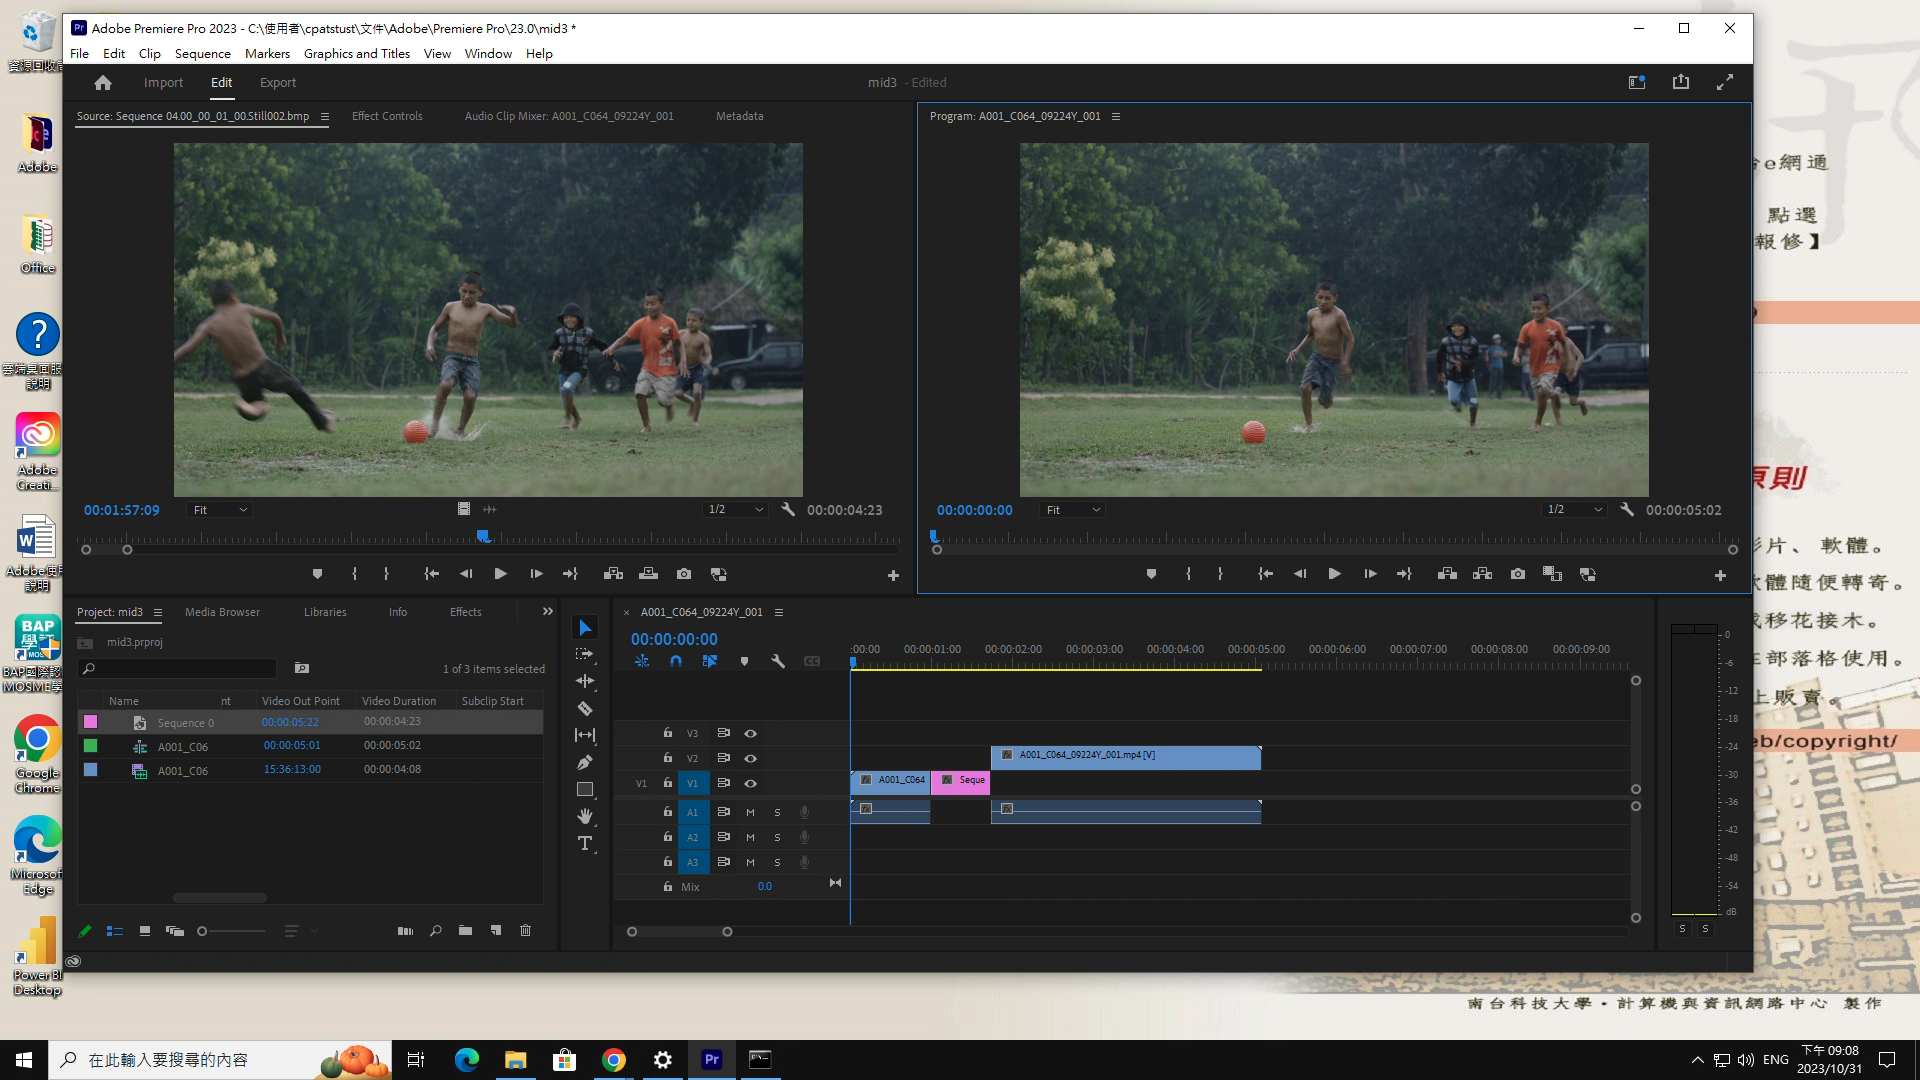 Adobe Premiere Pro 2023 - C:\使用者\cpatstust\文件\Adobe\Premiere Pro\23.0\mid3 *
File Edit Clip Sequence Markers Graphics and Titles View Window Help
Import Edit Export
mid3 - Edited
Source: Sequence 04.00_00_01_00.Still002.bmp
Effect Controls
Audio Clip Mixer: A001_C064_09224Y_001
Metadata
Program: A001_C064_09224Y_001
00:01:57:09
Fit
1/2
00:00:04:23
00:00:00:00
Fit
1/2
00:00:05:02
Project: mid3
Media Browser
Libraries
Info
Effects
mid3.prproj
1 of 3 items selected
Name nt Video Out Point Video Duration Subclip Start
Sequence 0 00:00:05:22 00:00:04:23
A001_C06 00:00:05:01 00:00:05:02
A001_C06 15:36:13:00 00:00:04:08
A001_C064_09224Y_001
00:00:00:00
:00:00 00:00:01:00 00:00:02:00 00:00:03:00 00:00:04:00 00:00:05:00 00:00:06:00 00:00:07:00 00:00:08:00 00:00:09:00
V3
V2
A001_C064_09224Y_001.mp4 [V]
V1 V1
A001_C064
Seque
A1 M S
A2 M S
A3 M S
Mix 0.0
0
-6
-12
-18
-24
-30
-36
-42
-48
-54
dB
S S
資源回收
Adobe
Office
說明
Adobe
Creati...
Adobe使用
說明
BAP
學評
BAP國際認
MOSME學
Google
Chrome
Microsoft
Edge
Power BI
Desktop
e網通
點選
報修】
原則
片、軟體。
體隨便轉寄。
移花接木。
部落格使用。
上販賣。
eb/copyright/
南台科技大學・計算機與資訊網路中心 製作
在此輸入要搜尋的內容
ENG
下午 09:08
2023/10/31